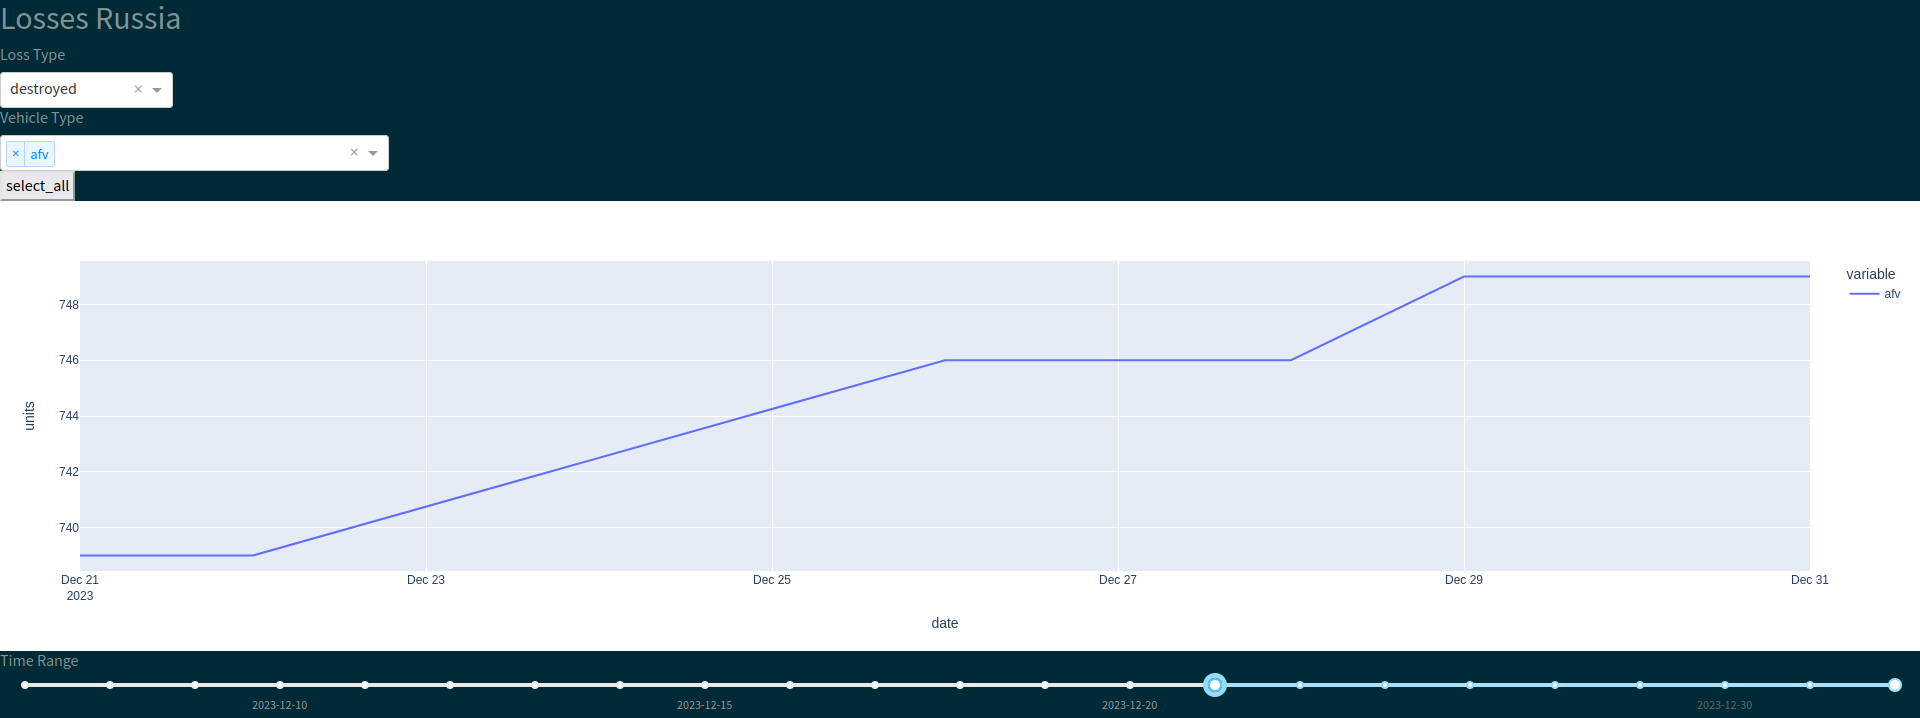 Losses Russia
Loss Type
destroyed ×
Vehicle Type
× afv ×
select_all
variable
afv
748
746
744
742
740
units
Dec 21 Dec 23 Dec 25 Dec 27 Dec 29 Dec 31
2023
date
Time Range
2023-12-10 2023-12-15 2023-12-20 2023-12-30